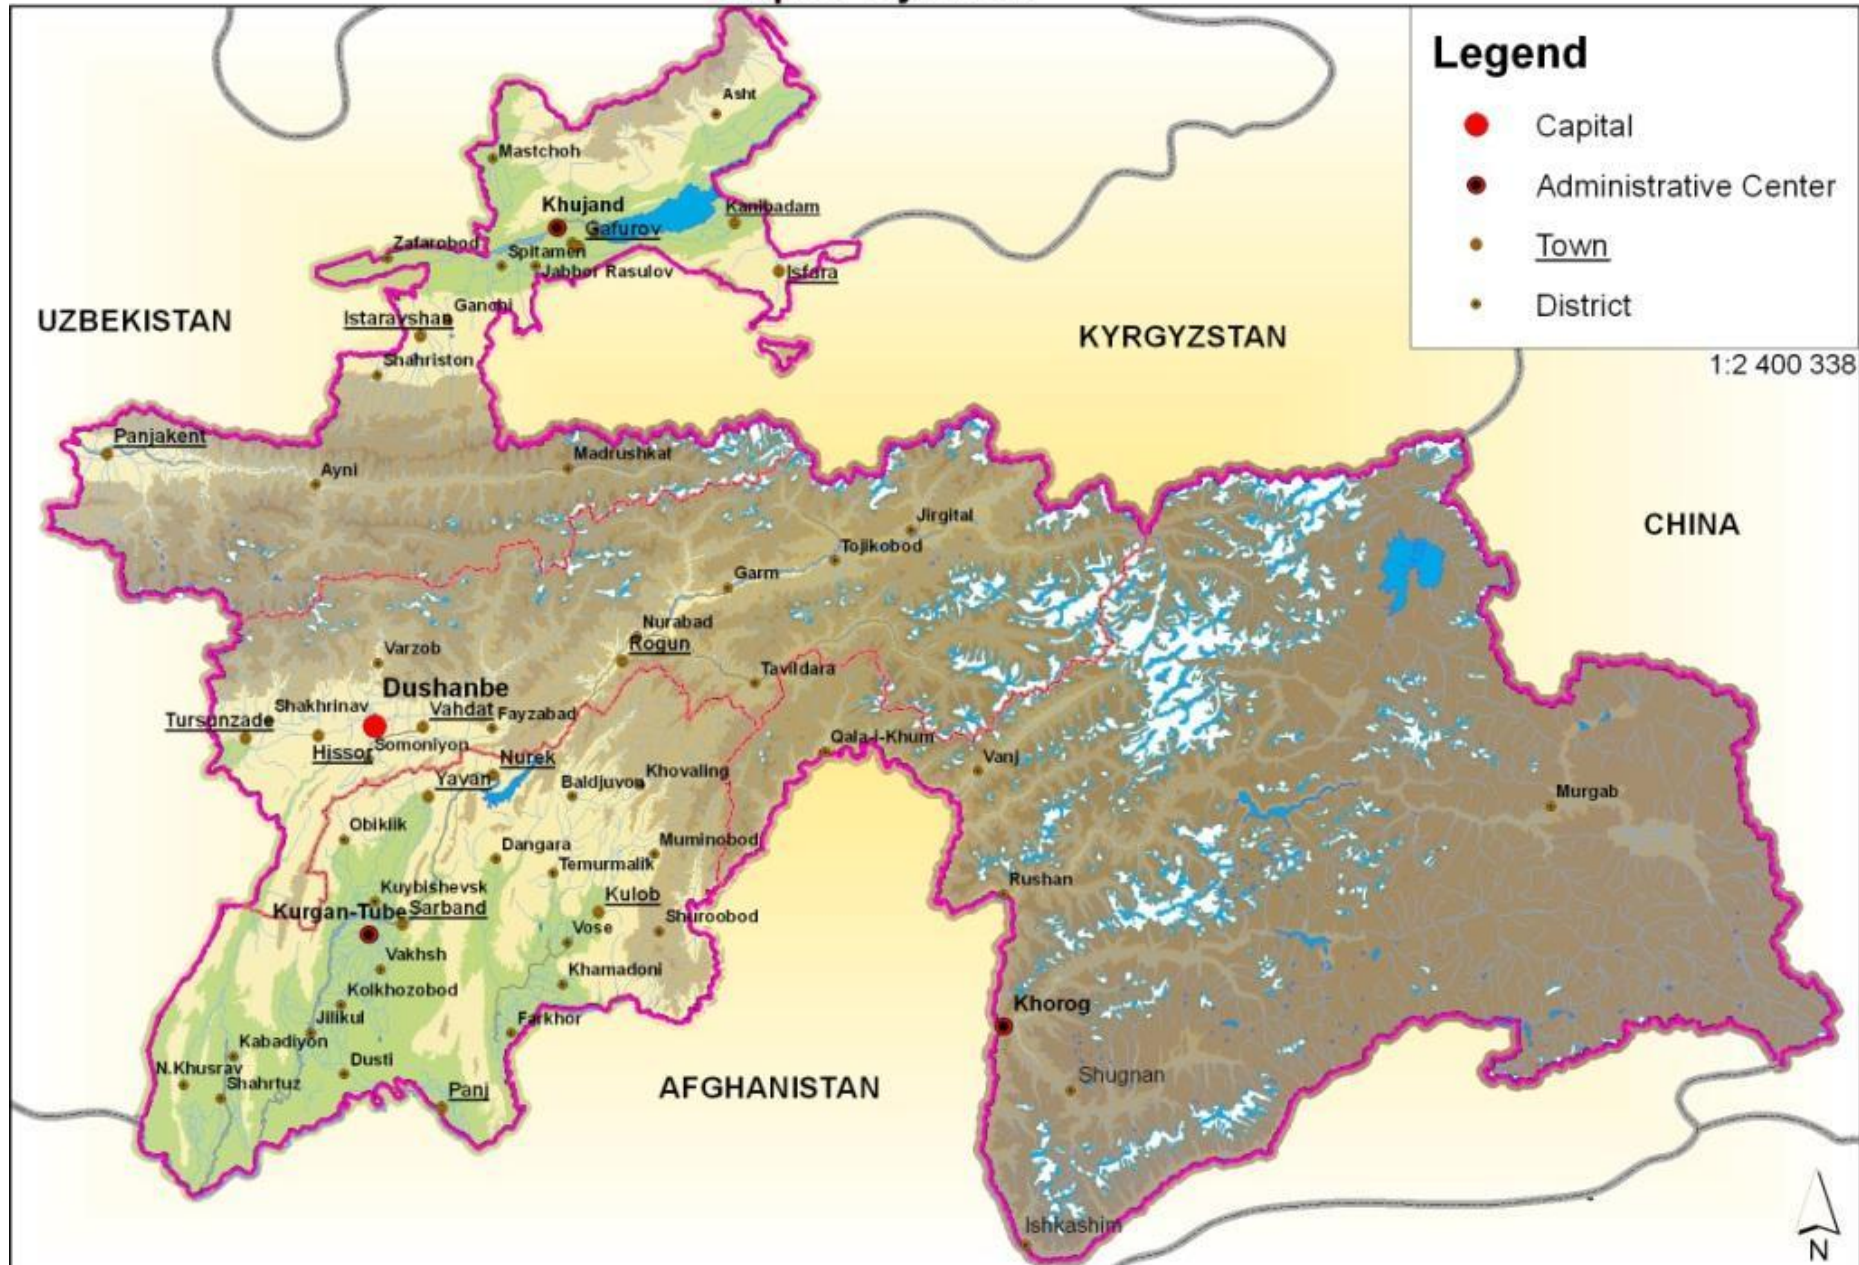 Legend
Capital
Administrative Center
Town
District
1:2 400 338
UZBEKISTAN
KYRGYZSTAN
CHINA
AFGHANISTAN
Asht
Mastchoh
Khujand
Kanibadam
Gafurov
Zafarobod
Spitamen
Jabbor Rasulov
Isfara
Ganchi
Istaravshan
Shahriston
Panjakent
Ayni
Madrushkat
Jirgital
Tojikobod
Garm
Nurabad
Rogun
Varzob
Tavildara
Dushanbe
Shakhrinav
Tursunzade
Vahdat
Fayzabad
Hissor
Somoniyon
Qala-i-Khum
Vanj
Nurek
Yavan
Baldjuvon
Khovaling
Murgab
Obikiik
Dangara
Muminobod
Temurmalik
Rushan
Kuybishevsk
Kurgan-Tube
Sarband
Kulob
Shuroobod
Vose
Vakhsh
Khamadoni
Kolkhozobod
Khorog
Jilikul
Farkhor
Kabadiyon
Dusti
N.Khusrav
Shahrtuz
Panj
Shugnan
Ishkashim
N